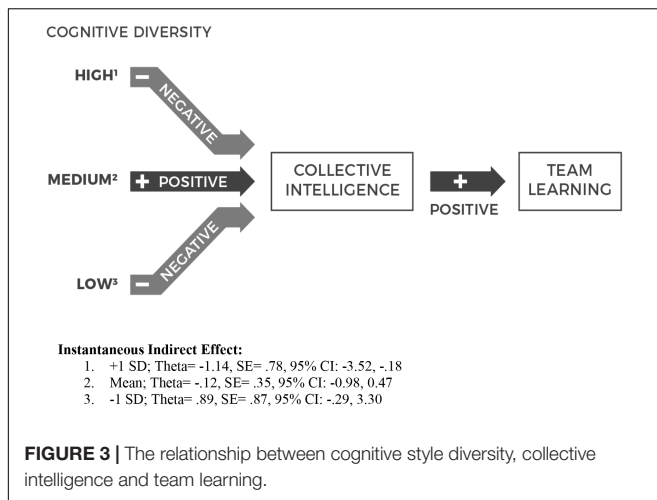 COGNITIVE DIVERSITY
HIGH¹
− NEGATIVE
MEDIUM²
+ POSITIVE
COLLECTIVE
INTELLIGENCE
+
POSITIVE
TEAM
LEARNING
− NEGATIVE
LOW³
Instantaneous Indirect Effect:
1. +1 SD; Theta= -1.14, SE= .78, 95% CI: -3.52, -.18
2. Mean; Theta= -.12, SE= .35, 95% CI: -0.98, 0.47
3. -1 SD; Theta= .89, SE= .87, 95% CI: -.29, 3.30
FIGURE 3 | The relationship between cognitive style diversity, collective
intelligence and team learning.